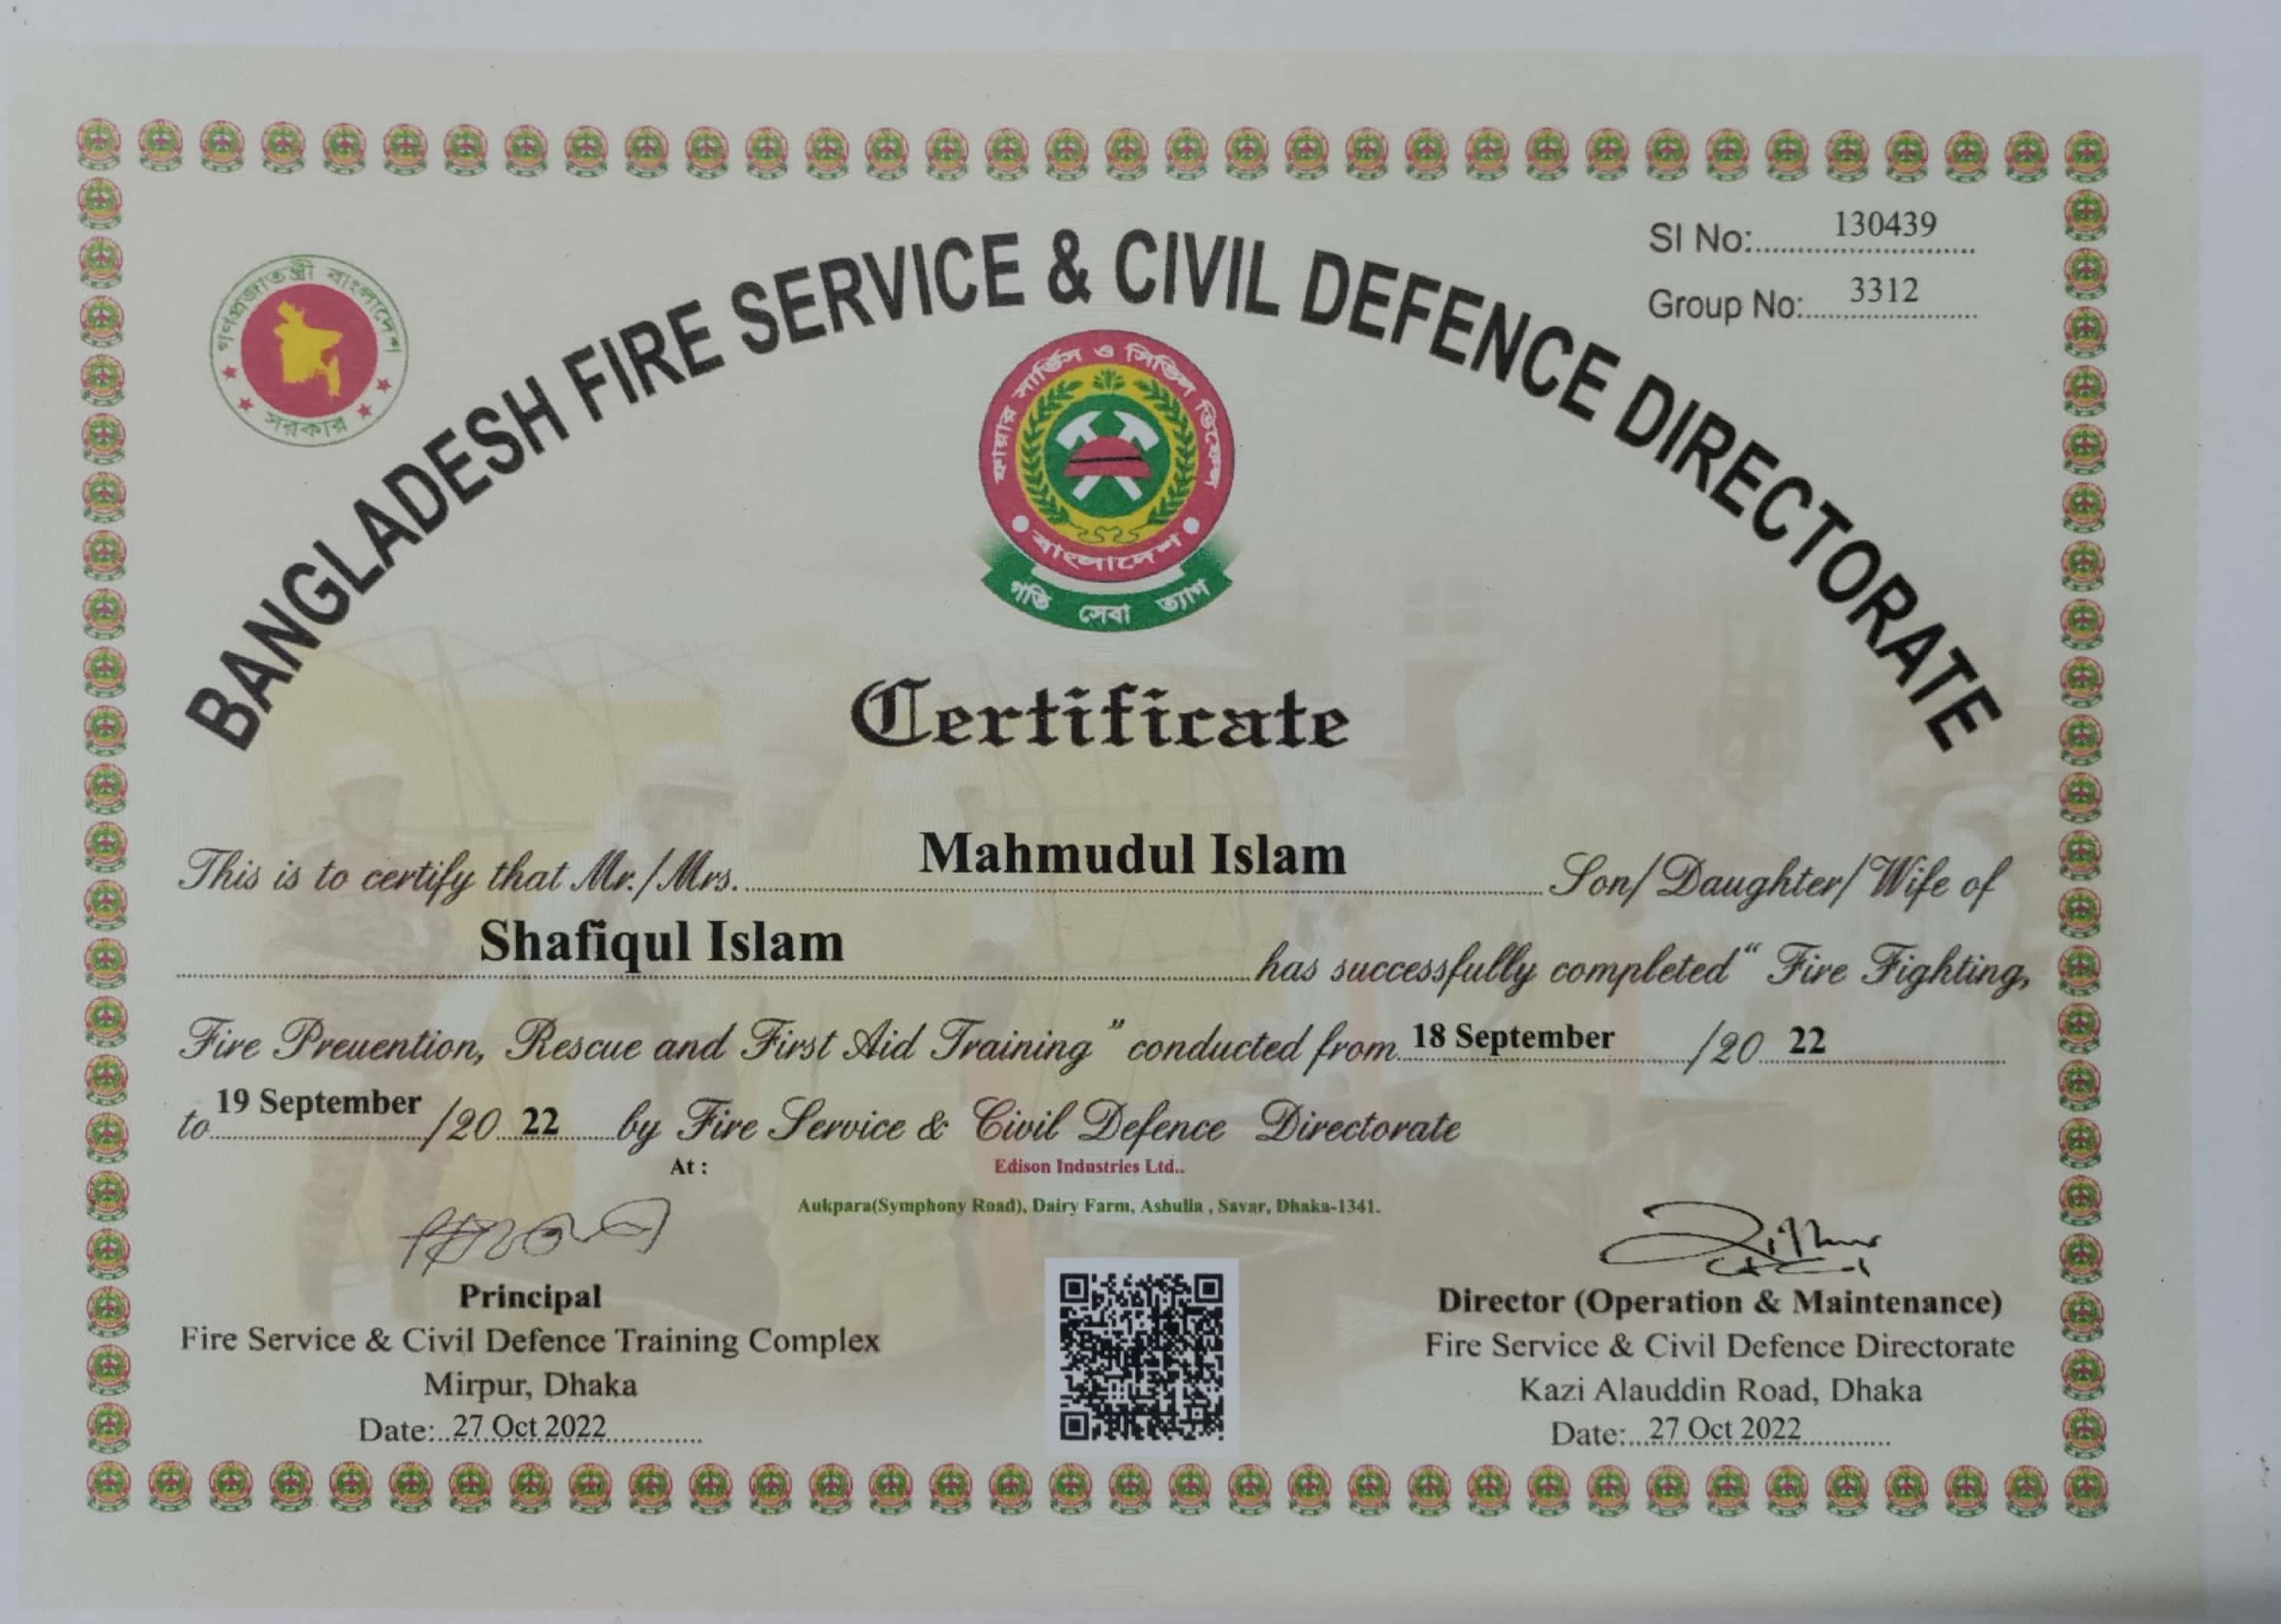 SI No: 130439
Group No: 3312
গণপ্রজাতন্ত্রী বাংলাদেশ
সরকার
BANGLADESH FIRE SERVICE & CIVIL DEFENCE DIRECTORATE
ফায়ার সার্ভিস ও সিভিল ডিফেন্স
বাংলাদেশ
গতি সেবা ত্যাগ
Certificate
This is to certify that Mr./Mrs. Mahmudul Islam Son/Daughter/Wife of
Shafiqul Islam has successfully completed “ Fire Fighting,
Fire Prevention, Rescue and First Aid Training ” conducted from 18 September /20 22
to 19 September /20 22 by Fire Service & Civil Defence Directorate
At : Edison Industries Ltd..
Aukpara(Symphony Road), Dairy Farm, Ashulia , Savar, Dhaka-1341.
Principal
Fire Service & Civil Defence Training Complex
Mirpur, Dhaka
Date: 27 Oct 2022
Director (Operation & Maintenance)
Fire Service & Civil Defence Directorate
Kazi Alauddin Road, Dhaka
Date: 27 Oct 2022